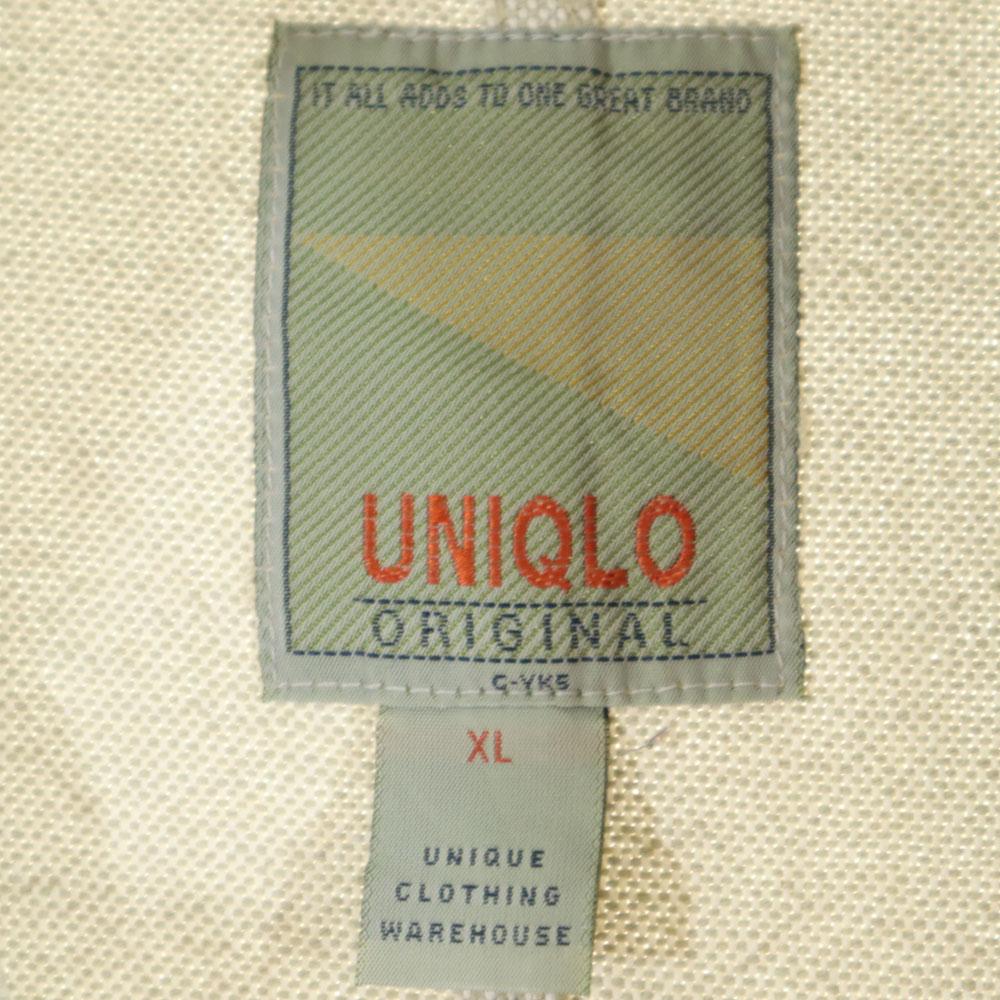 IT ALL ADDS TO ONE GREAT BRAND
UNIQLO
ORIGINAL
C-YK5
XL
UNIQUE
CLOTHING
WAREHOUSE